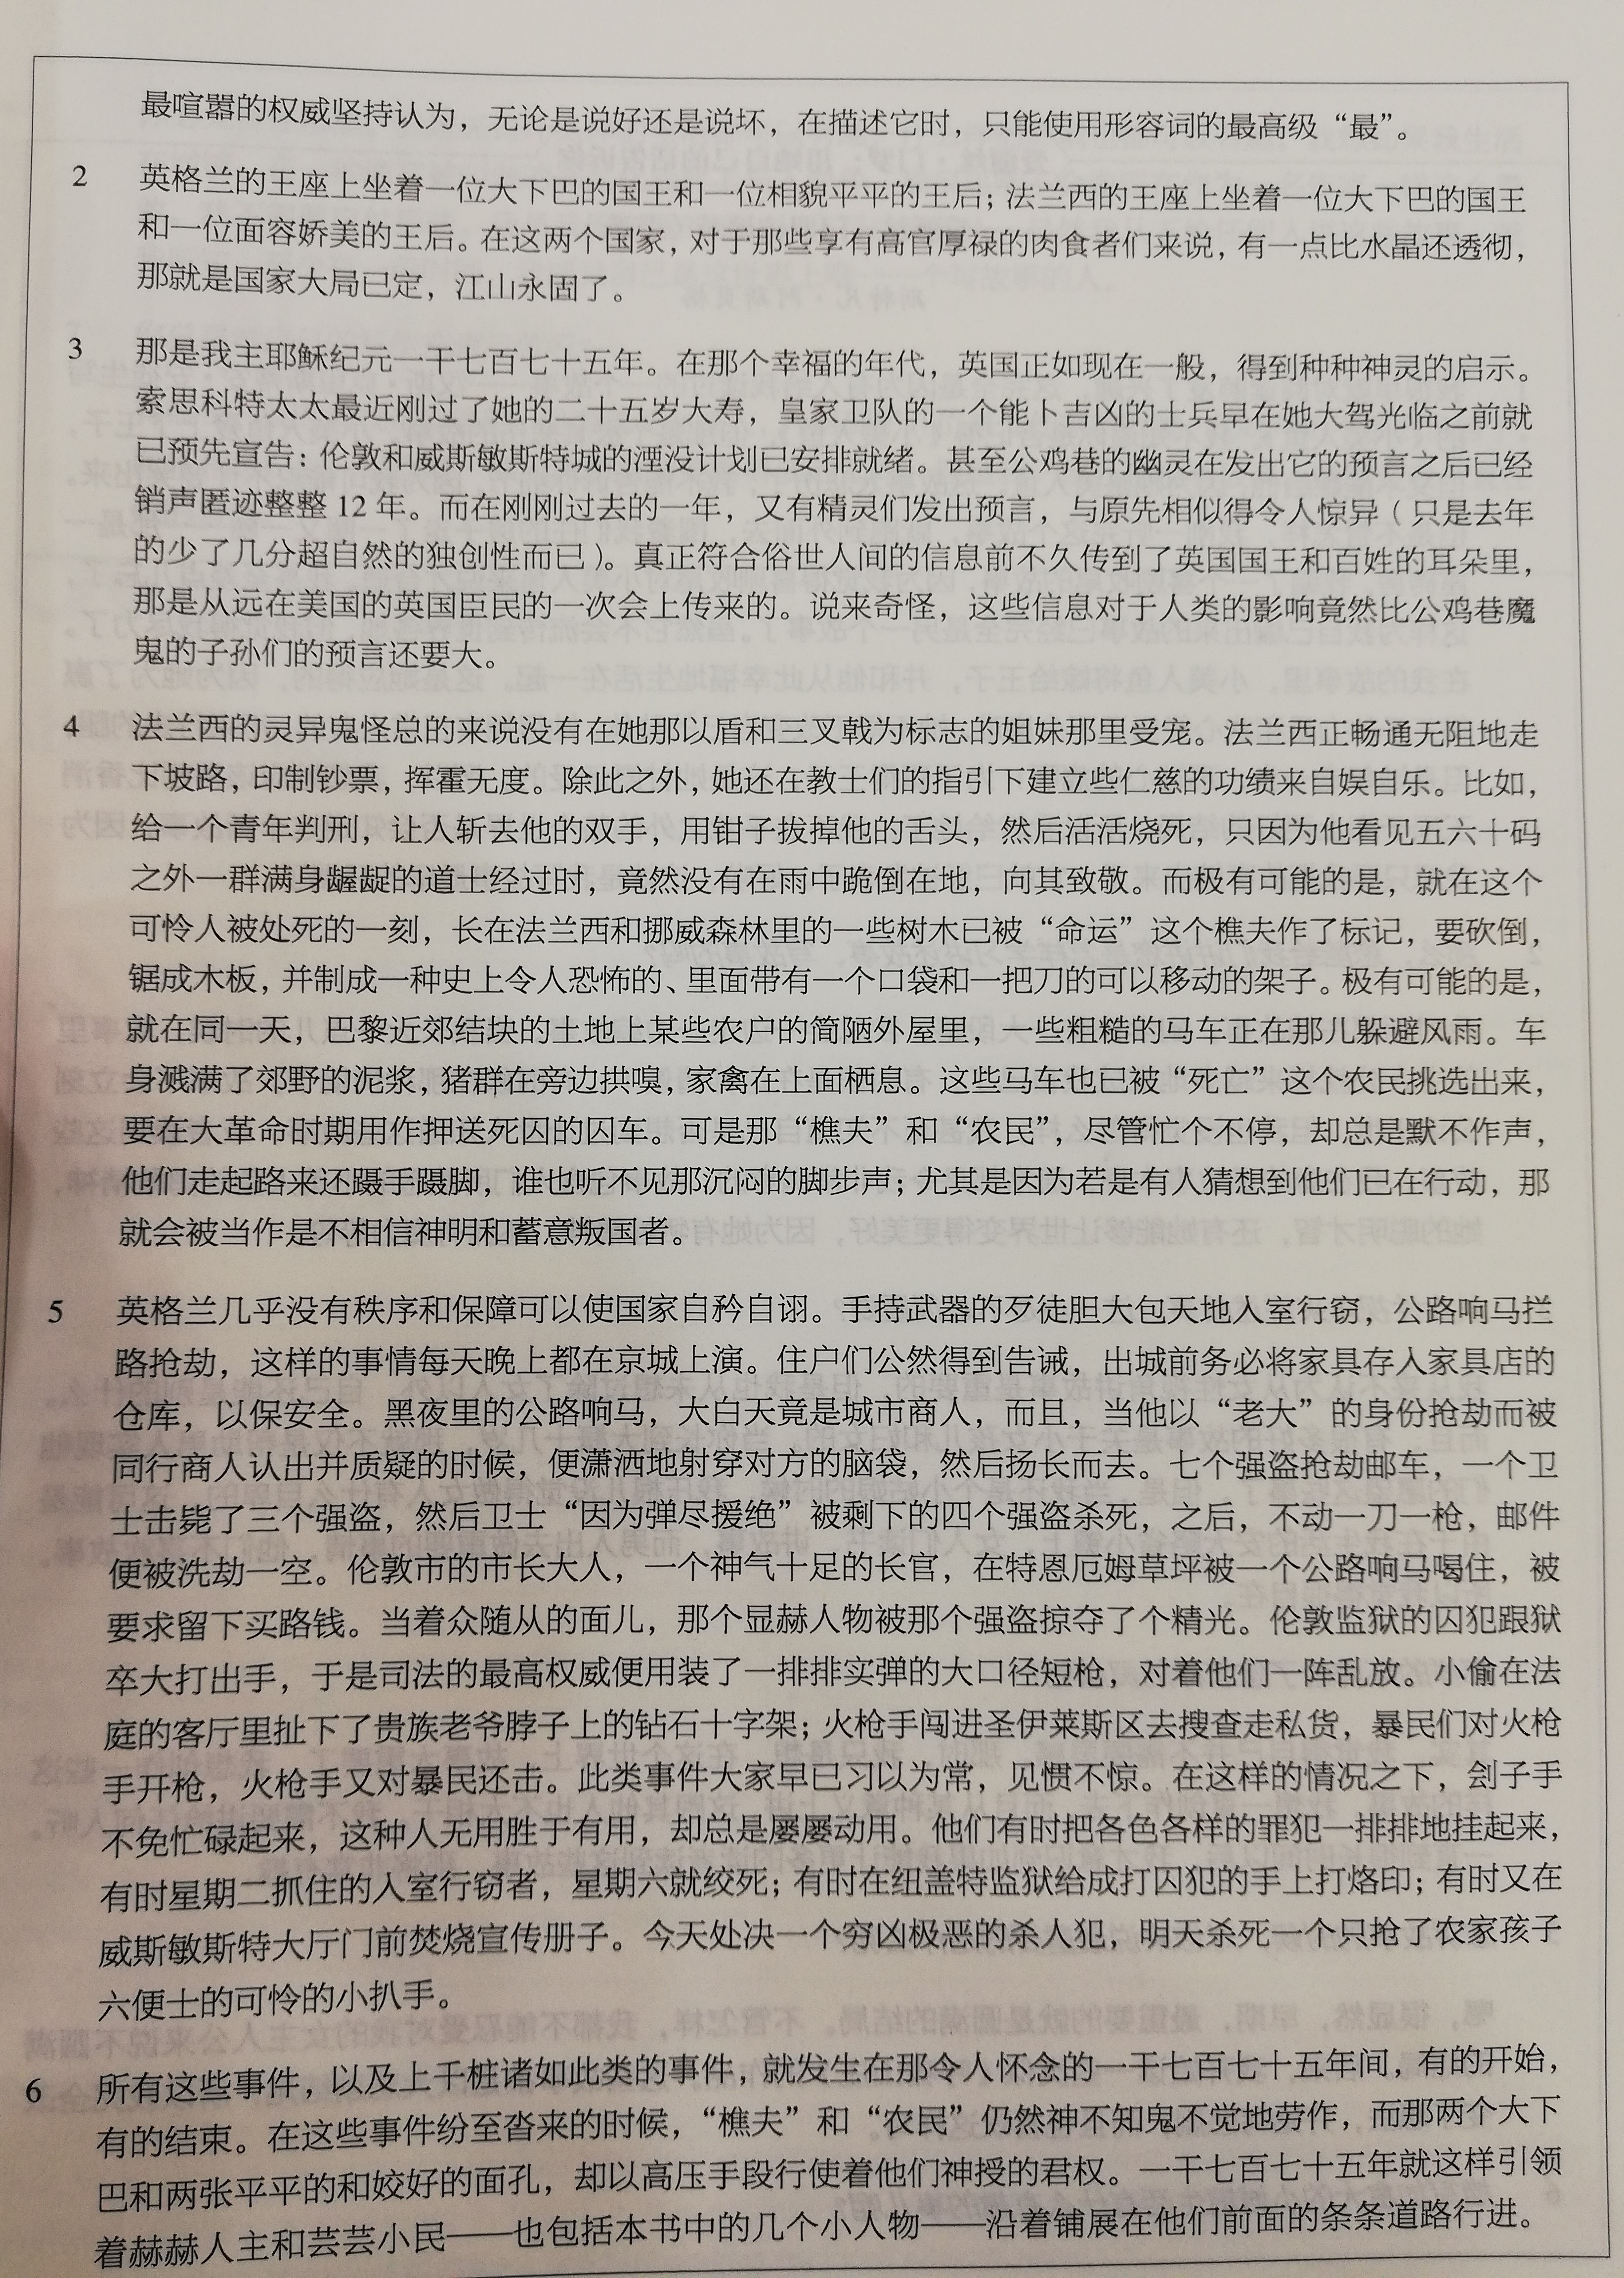 最喧嚣的权威坚持认为，无论是说好还是说坏，在描述它时，只能使用形容词的最高级“最”。
2 英格兰的王座上坐着一位大下巴的国王和一位相貌平平的王后；法兰西的王座上坐着一位大下巴的国王
和一位面容娇美的王后。在这两个国家，对于那些享有高官厚禄的肉食者们来说，有一点比水晶还透彻，
那就是国家大局已定，江山永固了。
3 那是我主耶稣纪元一千七百七十五年。在那个幸福的年代，英国正如现在一般，得到种种神灵的启示。
索思科特太太最近刚过了她的二十五岁大寿，皇家卫队的一个能卜吉凶的士兵早在她大驾光临之前就
已预先宣告：伦敦和威斯敏斯特城的湮没计划已安排就绪。甚至公鸡巷的幽灵在发出它的预言之后已经
销声匿迹整整 12 年。而在刚刚过去的一年，又有精灵们发出预言，与原先相似得令人惊异（只是去年
的少了几分超自然的独创性而已）。真正符合俗世人间的信息前不久传到了英国国王和百姓的耳朵里，
那是从远在美国的英国臣民的一次会上传来的。说来奇怪，这些信息对于人类的影响竟然比公鸡巷魔
鬼的子孙们的预言还要大。
4 法兰西的灵异鬼怪总的来说没有在她那以盾和三叉戟为标志的姐妹那里受宠。法兰西正畅通无阻地走
下坡路，印制钞票，挥霍无度。除此之外，她还在教士们的指引下建立些仁慈的功绩来自娱自乐。比如，
给一个青年判刑，让人斩去他的双手，用钳子拔掉他的舌头，然后活活烧死，只因为他看见五六十码
之外一群满身龌龊的道士经过时，竟然没有在雨中跪倒在地，向其致敬。而极有可能的是，就在这个
可怜人被处死的一刻，长在法兰西和挪威森林里的一些树木已被“命运”这个樵夫作了标记，要砍倒，
锯成木板，并制成一种史上令人恐怖的、里面带有一个口袋和一把刀的可以移动的架子。极有可能的是，
就在同一天，巴黎近郊结块的土地上某些农户的简陋外屋里，一些粗糙的马车正在那儿躲避风雨。车
身溅满了郊野的泥浆，猪群在旁边拱嗅，家禽在上面栖息。这些马车也已被“死亡”这个农民挑选出来，
要在大革命时期用作押送死囚的囚车。可是那“樵夫”和“农民”，尽管忙个不停，却总是默不作声，
他们走起路来还蹑手蹑脚，谁也听不见那沉闷的脚步声；尤其是因为若是有人猜想到他们已在行动，那
就会被当作是不相信神明和蓄意叛国者。
5 英格兰几乎没有秩序和保障可以使国家自矜自诩。手持武器的歹徒胆大包天地入室行窃，公路响马拦
路抢劫，这样的事情每天晚上都在京城上演。住户们公然得到告诫，出城前务必将家具存入家具店的
仓库，以保安全。黑夜里的公路响马，大白天竟是城市商人，而且，当他以“老大”的身份抢劫而被
同行商人认出并质疑的时候，便潇洒地射穿对方的脑袋，然后扬长而去。七个强盗抢劫邮车，一个卫
士击毙了三个强盗，然后卫士“因为弹尽援绝”被剩下的四个强盗杀死，之后，不动一刀一枪，邮件
便被洗劫一空。伦敦市的市长大人，一个神气十足的长官，在特恩厄姆草坪被一个公路响马喝住，被
要求留下买路钱。当着众随从的面儿，那个显赫人物被那个强盗掠夺了个精光。伦敦监狱的囚犯跟狱
卒大打出手，于是司法的最高权威便用装了一排排实弹的大口径短枪，对着他们一阵乱放。小偷在法
庭的客厅里扯下了贵族老爷脖子上的钻石十字架；火枪手闯进圣伊莱斯区去搜查走私货，暴民们对火枪
手开枪，火枪手又对暴民还击。此类事件大家早已习以为常，见惯不惊。在这样的情况之下，刽子手
不免忙碌起来，这种人无用胜于有用，却总是屡屡动用。他们有时把各色各样的罪犯一排排地挂起来，
有时星期二抓住的入室行窃者，星期六就绞死；有时在纽盖特监狱给成打囚犯的手上打烙印；有时又在
威斯敏斯特大厅门前焚烧宣传册子。今天处决一个穷凶极恶的杀人犯，明天杀死一个只抢了农家孩子
六便士的可怜的小扒手。
6 所有这些事件，以及上千桩诸如此类的事件，就发生在那令人怀念的一千七百七十五年间，有的开始，
有的结束。在这些事件纷至沓来的时候，“樵夫”和“农民”仍然神不知鬼不觉地劳作，而那两个大下
巴和两张平平的和姣好的面孔，却以高压手段行使着他们神授的君权。一千七百七十五年就这样引领
着赫赫人主和芸芸小民——也包括本书中的几个小人物——沿着铺展在他们前面的条条道路行进。